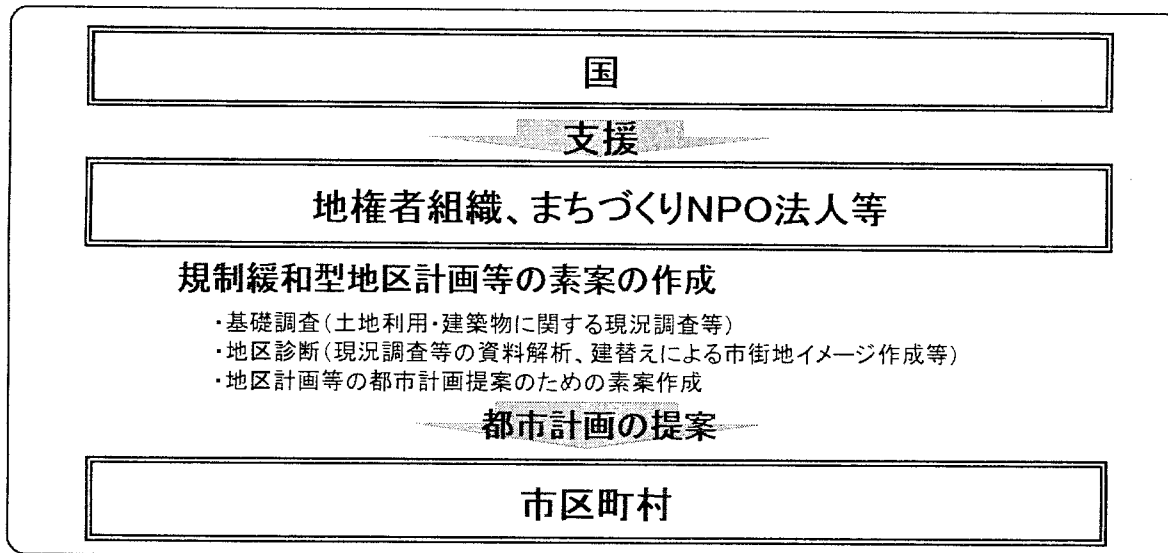 国
支援
地権者組織、まちづくりNPO法人等
規制緩和型地区計画等の素案の作成
・基礎調査(土地利用・建築物に関する現況調査等)
・地区診断(現況調査等の資料解析、建替えによる市街地イメージ作成等)
・地区計画等の都市計画提案のための素案作成
都市計画の提案
市区町村